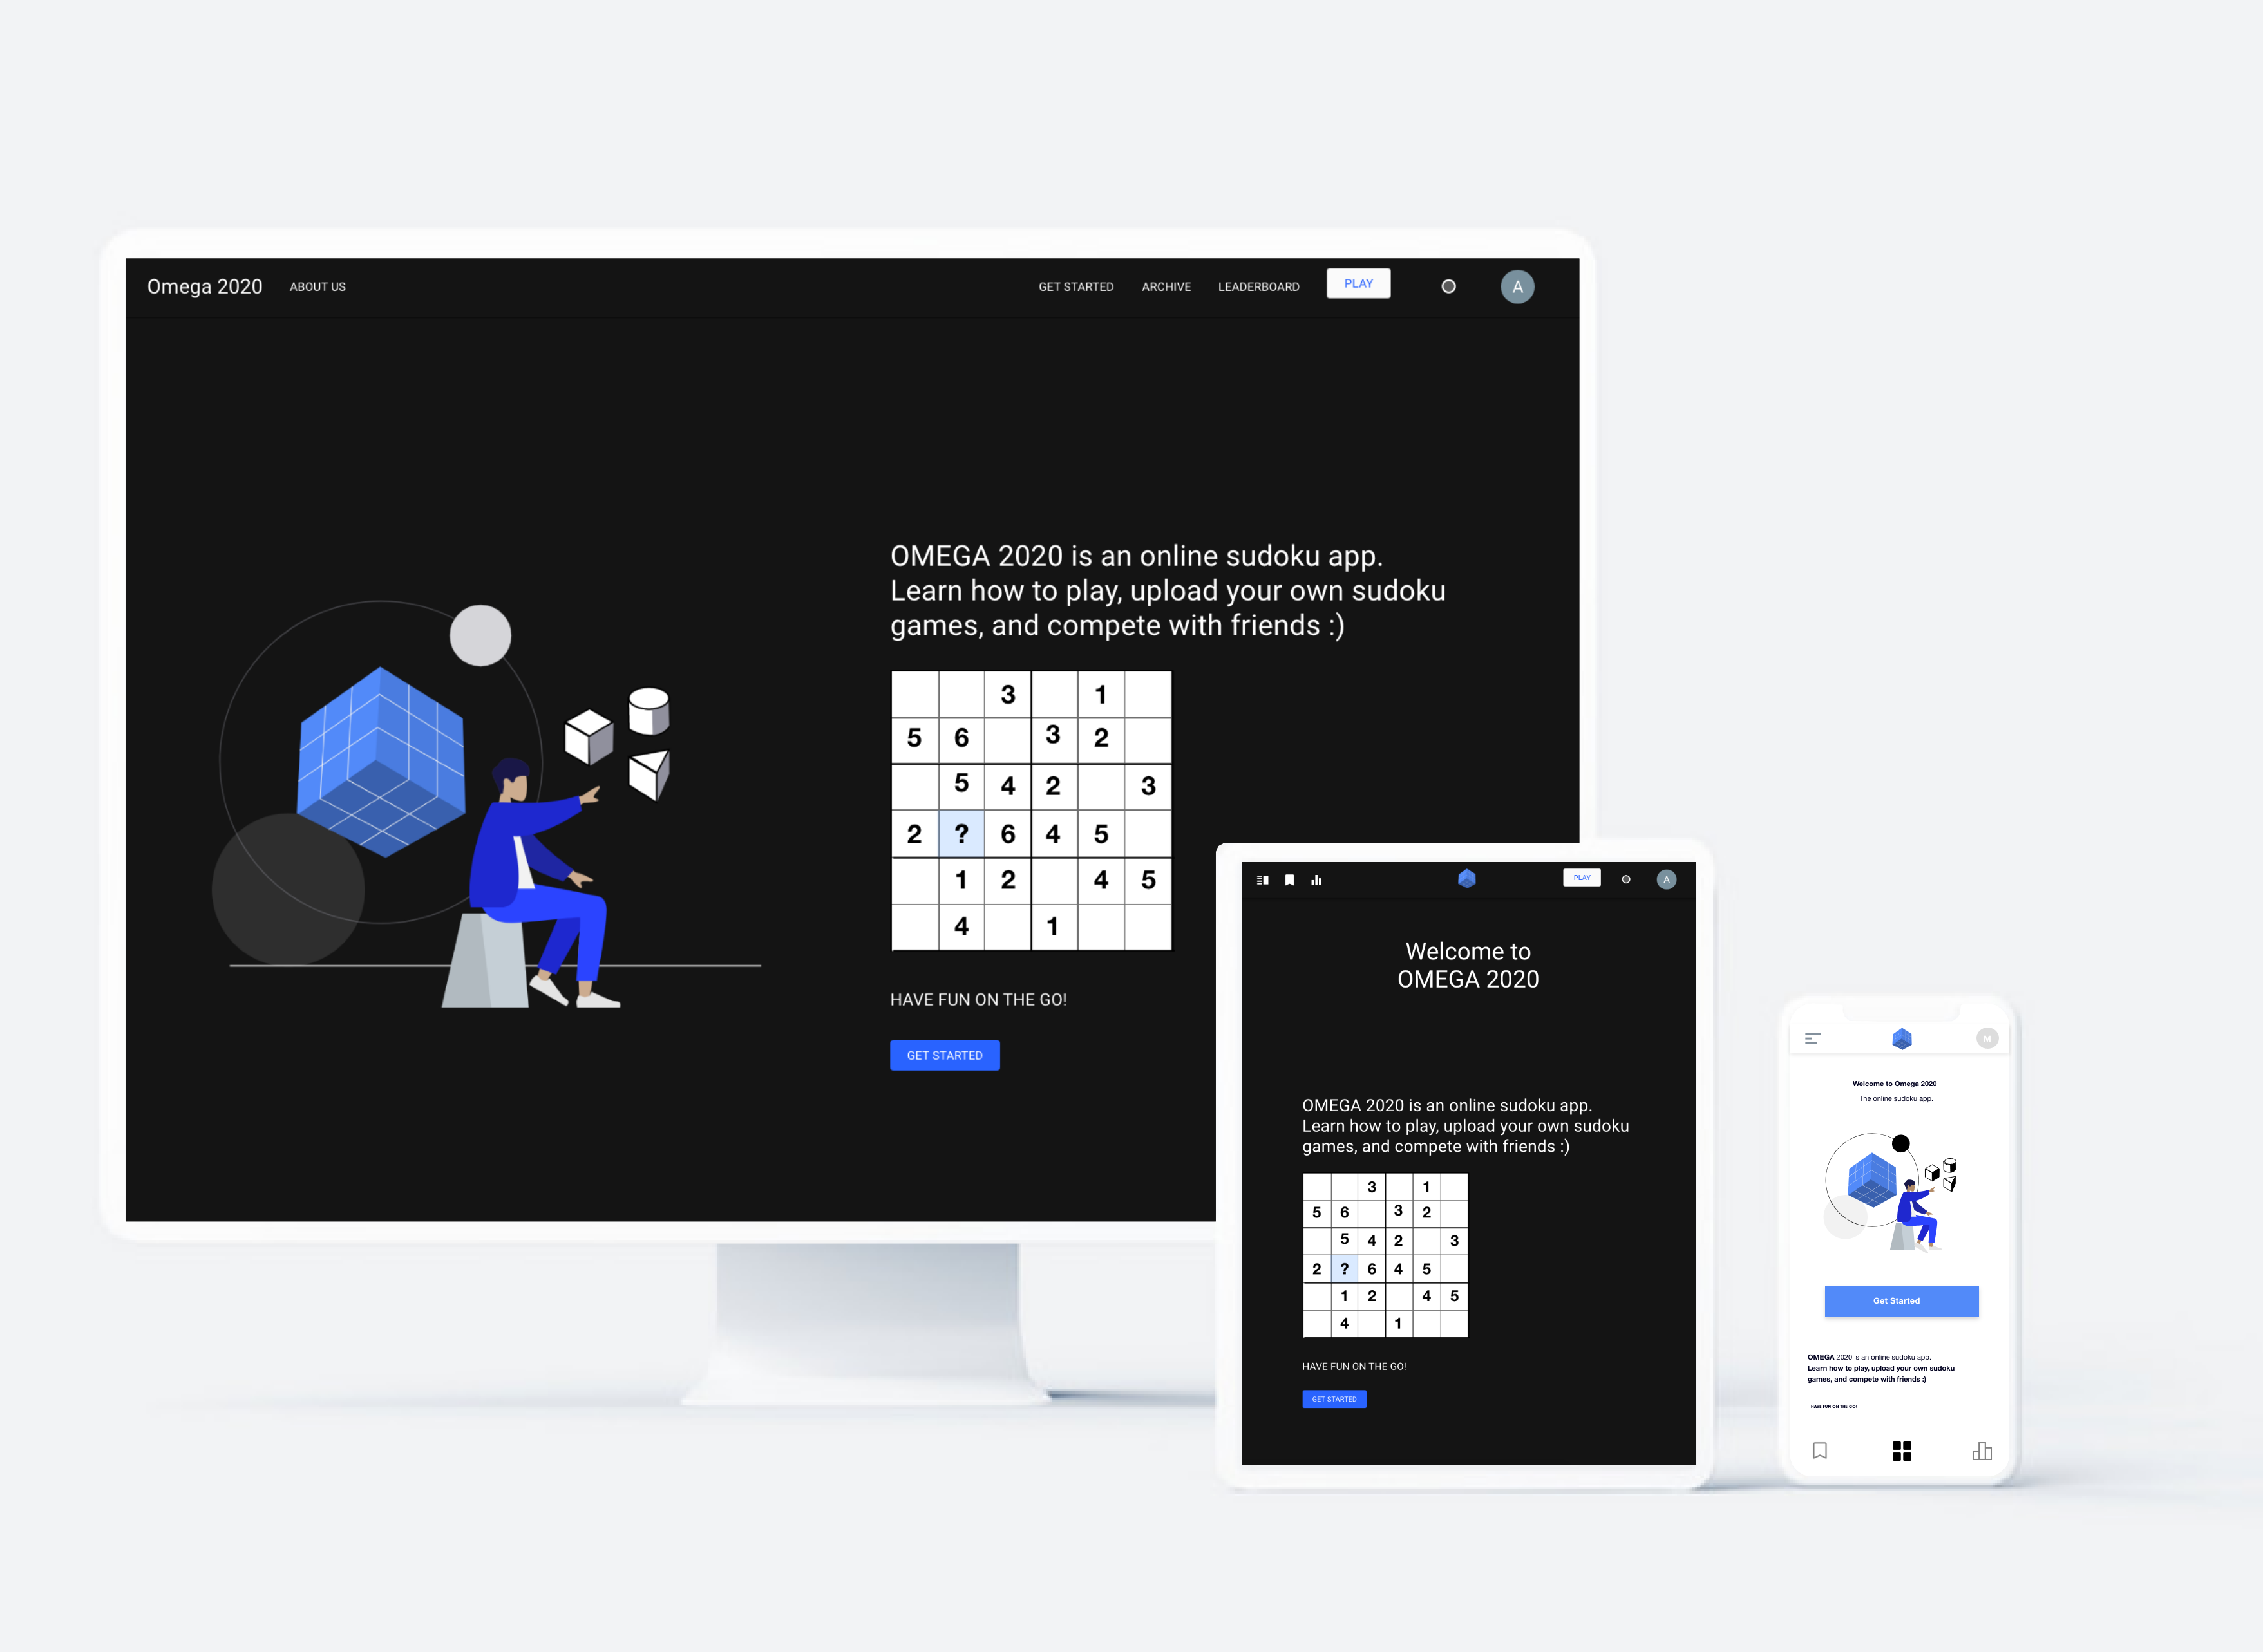 Omega 2020 ABOUT US GET STARTED ARCHIVE LEADERBOARD PLAY A
OMEGA 2020 is an online sudoku app.
Learn how to play, upload your own sudoku
games, and compete with friends :)
3 1
5 6 3 2
5 4 2 3
2 ? 6 4 5
1 2 4 5
4 1
HAVE FUN ON THE GO!
GET STARTED
PLAY A
Welcome to
OMEGA 2020
OMEGA 2020 is an online sudoku app.
Learn how to play, upload your own sudoku
games, and compete with friends :)
3 1
5 6 3 2
5 4 2 3
2 ? 6 4 5
1 2 4 5
4 1
HAVE FUN ON THE GO!
GET STARTED
M
Welcome to Omega 2020
The online sudoku app.
Get Started
OMEGA 2020 is an online sudoku app.
Learn how to play, upload your own sudoku
games, and compete with friends :)
HAVE FUN ON THE GO!